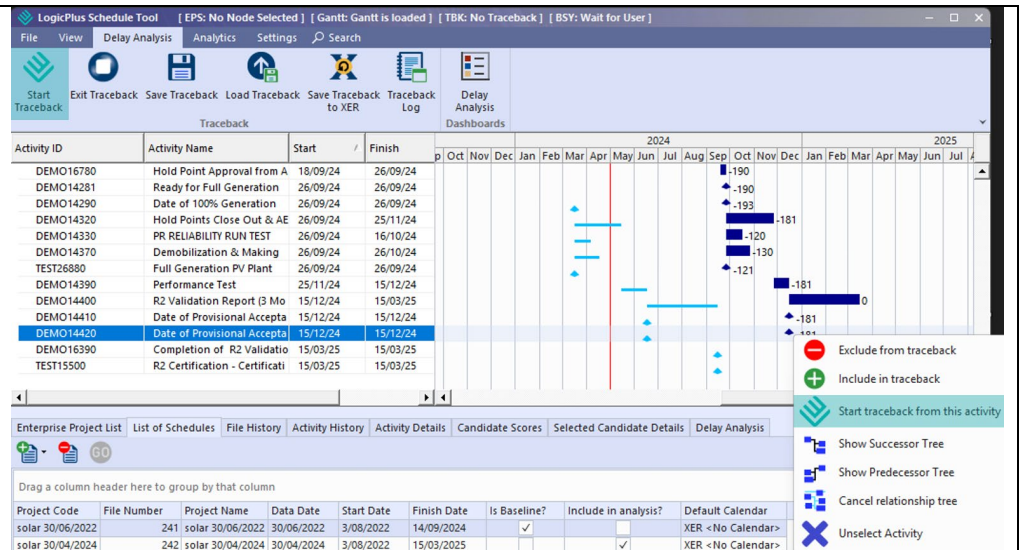 LogicPlus Schedule Tool [ EPS: No Node Selected ] [ Gantt: Gantt is loaded ] [ TBK: No Traceback ] [ BSY: Wait for User ]
File View Delay Analysis Analytics Settings Search
Start Traceback
Exit Traceback
Save Traceback
Load Traceback
Save Traceback to XER
Traceback Log
Delay Analysis
Traceback Dashboards
Activity ID Activity Name Start Finish
2024 2025
p Oct Nov Dec Jan Feb Mar Apr May Jun Jul Aug Sep Oct Nov Dec Jan Feb Mar Apr May Jun Jul A
DEMO16780 Hold Point Approval from A 18/09/24 26/09/24 -190
DEMO14281 Ready for Full Generation 26/09/24 26/09/24 -190
DEMO14290 Date of 100% Generation 26/09/24 26/09/24 -193
DEMO14320 Hold Points Close Out & AE 26/09/24 25/11/24 -181
DEMO14330 PR RELIABILITY RUN TEST 26/09/24 16/10/24 -120
DEMO14370 Demobilization & Making 26/09/24 26/10/24 -130
TEST26880 Full Generation PV Plant 26/09/24 26/09/24 -121
DEMO14390 Performance Test 25/11/24 15/12/24 -181
DEMO14400 R2 Validation Report (3 Mo 15/12/24 15/03/25 0
DEMO14410 Date of Provisional Accepta 15/12/24 15/12/24 -181
DEMO14420 Date of Provisional Accepta 15/12/24 15/12/24 -181
DEMO16390 Completion of R2 Validatio 15/03/25 15/03/25
TEST15500 R2 Certification - Certificati 15/03/25 15/03/25
Exclude from traceback
Include in traceback
Start traceback from this activity
Show Successor Tree
Show Predecessor Tree
Cancel relationship tree
Unselect Activity
Enterprise Project List List of Schedules File History Activity History Activity Details Candidate Scores Selected Candidate Details Delay Analysis
GO
Drag a column header here to group by that column
Project Code File Number Project Name Data Date Start Date Finish Date Is Baseline? Include in analysis? Default Calendar
solar 30/06/2022 241 solar 30/06/2022 30/06/2022 3/08/2022 14/09/2024 XER <No Calendar>
solar 30/04/2024 242 solar 30/04/2024 30/04/2024 3/08/2022 15/03/2025 XER <No Calendar>